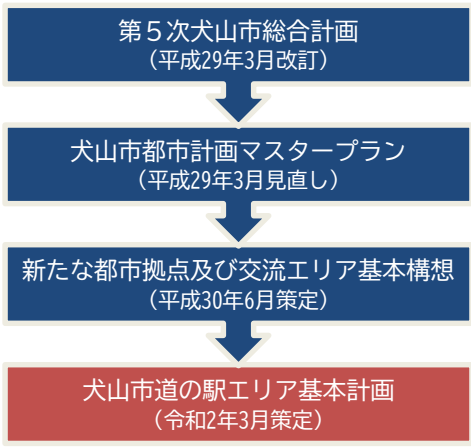 第５次犬山市総合計画
（平成29年3月改訂）
犬山市都市計画マスタープラン
（平成29年3月見直し）
新たな都市拠点及び交流エリア基本構想
（平成30年6月策定）
犬山市道の駅エリア基本計画
（令和2年3月策定）